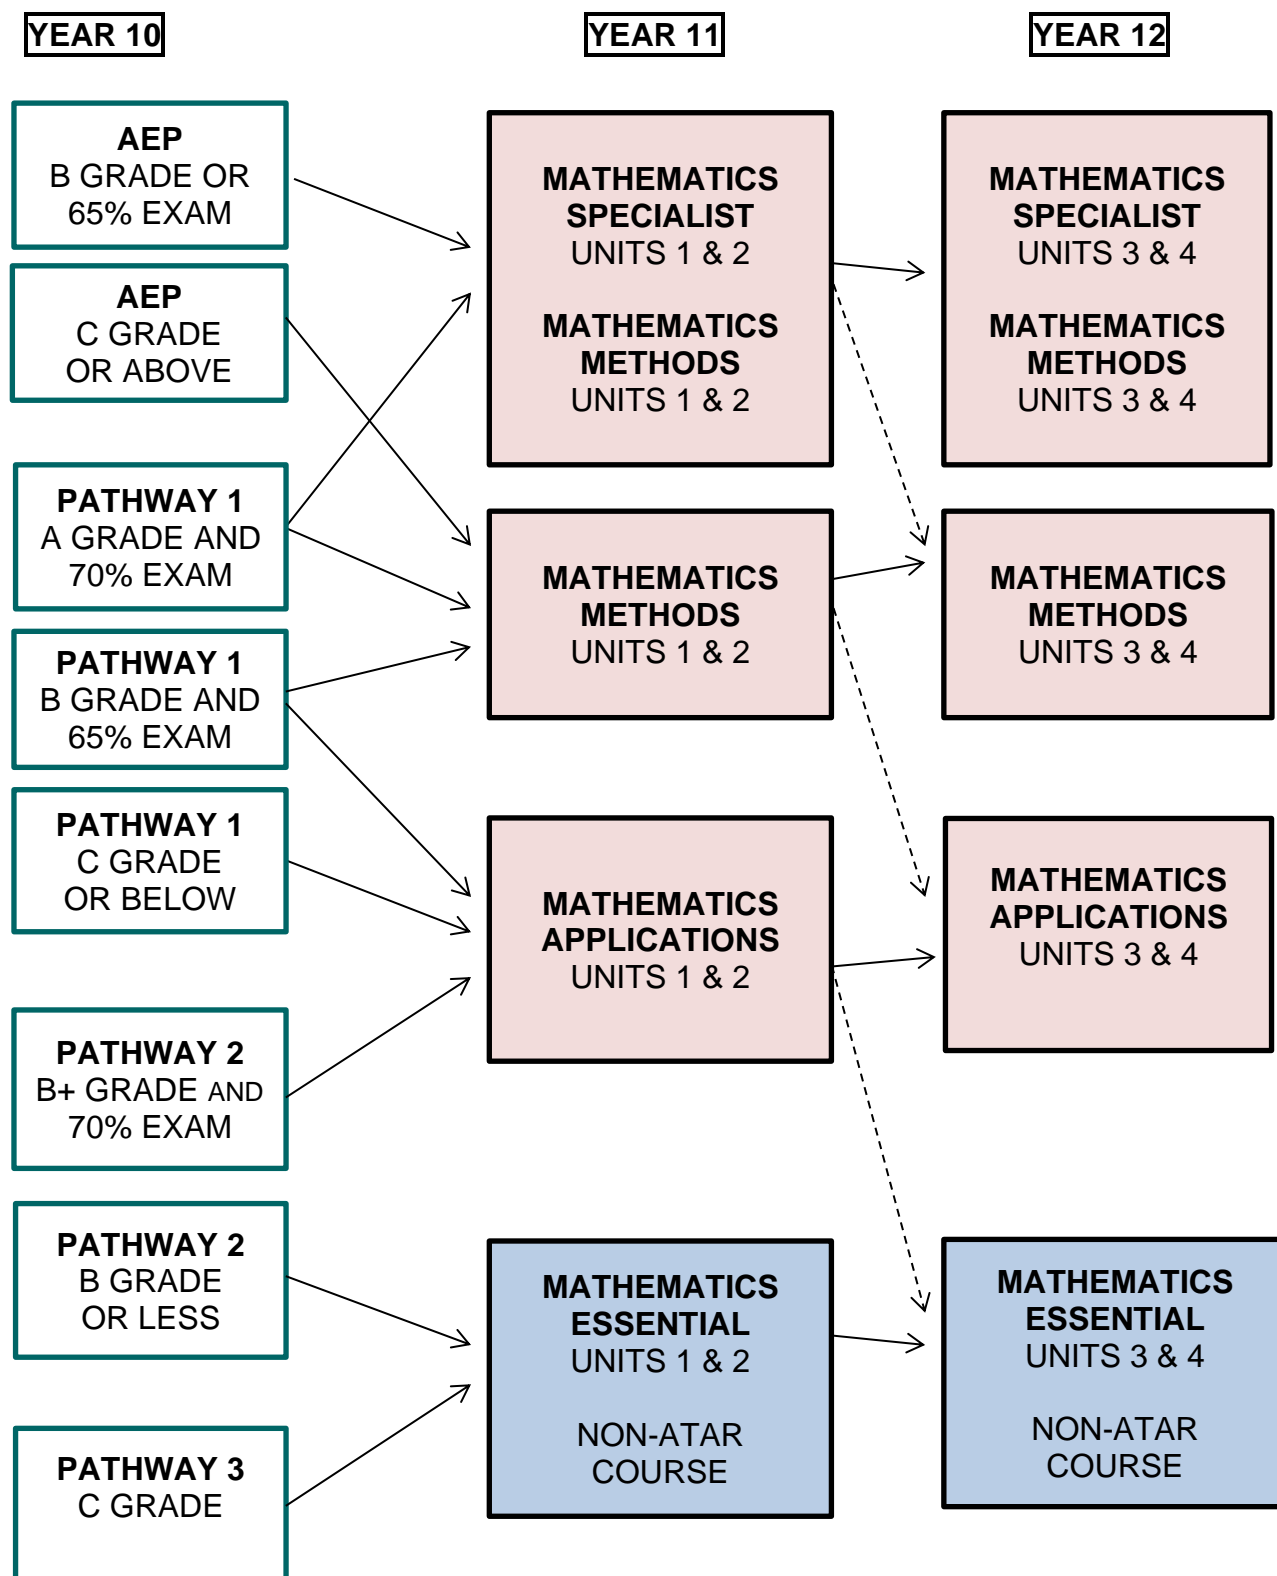 YEAR 10
YEAR 11
YEAR 12
AEP
B GRADE OR
65% EXAM
AEP
C GRADE
OR ABOVE
PATHWAY 1
A GRADE AND
70% EXAM
PATHWAY 1
B GRADE AND
65% EXAM
PATHWAY 1
C GRADE
OR BELOW
PATHWAY 2
B+ GRADE AND
70% EXAM
PATHWAY 2
B GRADE
OR LESS
PATHWAY 3
C GRADE
MATHEMATICS
SPECIALIST
UNITS 1 & 2
MATHEMATICS
METHODS
UNITS 1 & 2
MATHEMATICS
METHODS
UNITS 1 & 2
MATHEMATICS
APPLICATIONS
UNITS 1 & 2
MATHEMATICS
ESSENTIAL
UNITS 1 & 2
NON-ATAR
COURSE
MATHEMATICS
SPECIALIST
UNITS 3 & 4
MATHEMATICS
METHODS
UNITS 3 & 4
MATHEMATICS
METHODS
UNITS 3 & 4
MATHEMATICS
APPLICATIONS
UNITS 3 & 4
MATHEMATICS
ESSENTIAL
UNITS 3 & 4
NON-ATAR
COURSE